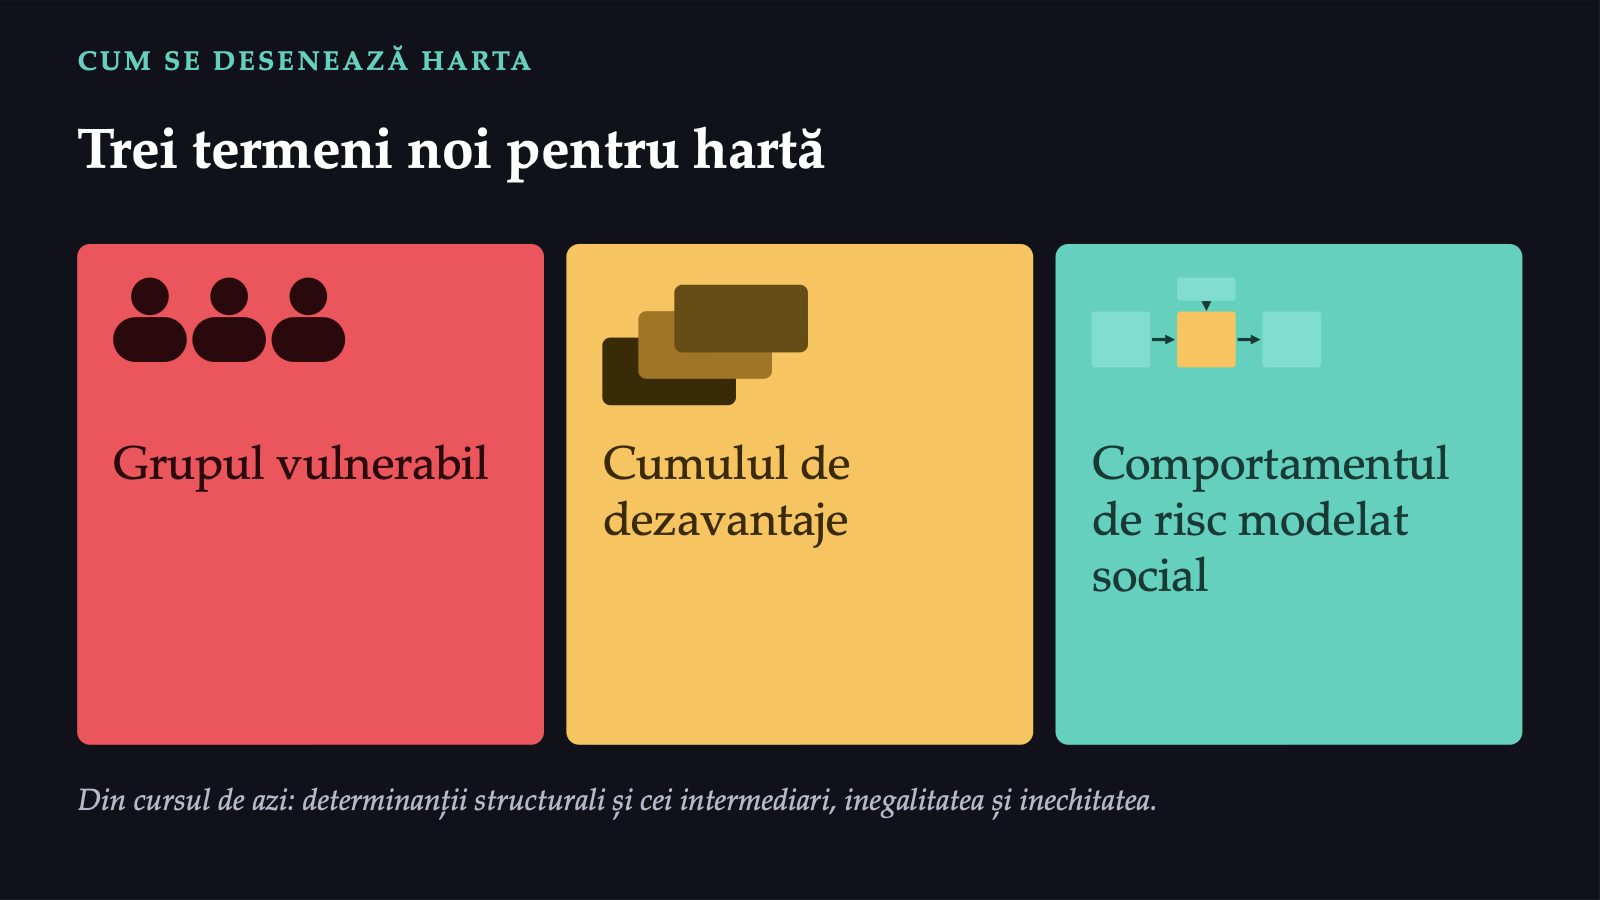 CUM SE DESENEAZĂ HARTA
Trei termeni noi pentru hartă
Grupul vulnerabil
Cumulul de
dezavantaje
Comportamentul
de risc modelat
social
Din cursul de azi: determinanții structurali și cei intermediari, inegalitatea și inechitatea.